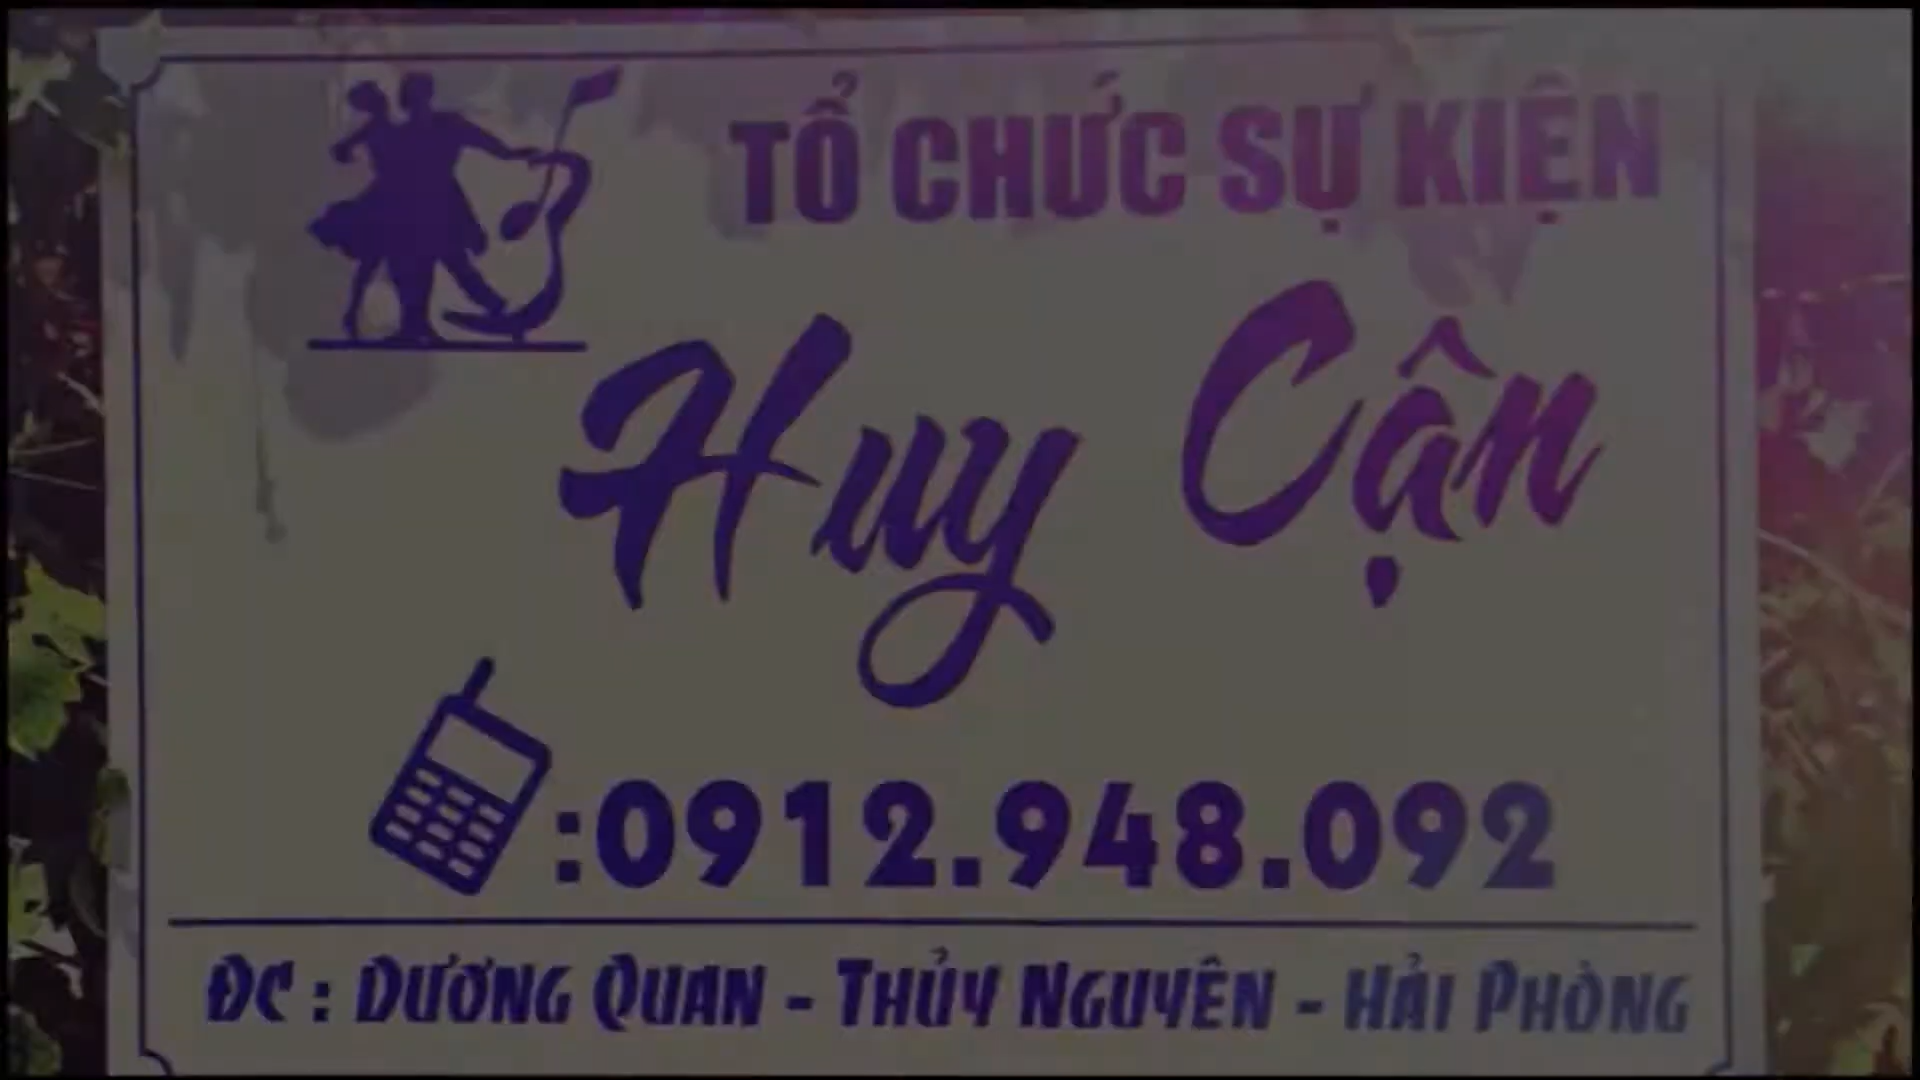 TỔ CHỨC SỰ KIỆN
Huy Cận
:0912.948.092
ĐC : DƯƠNG QUAN - THỦY NGUYÊN - HẢI PHÒNG